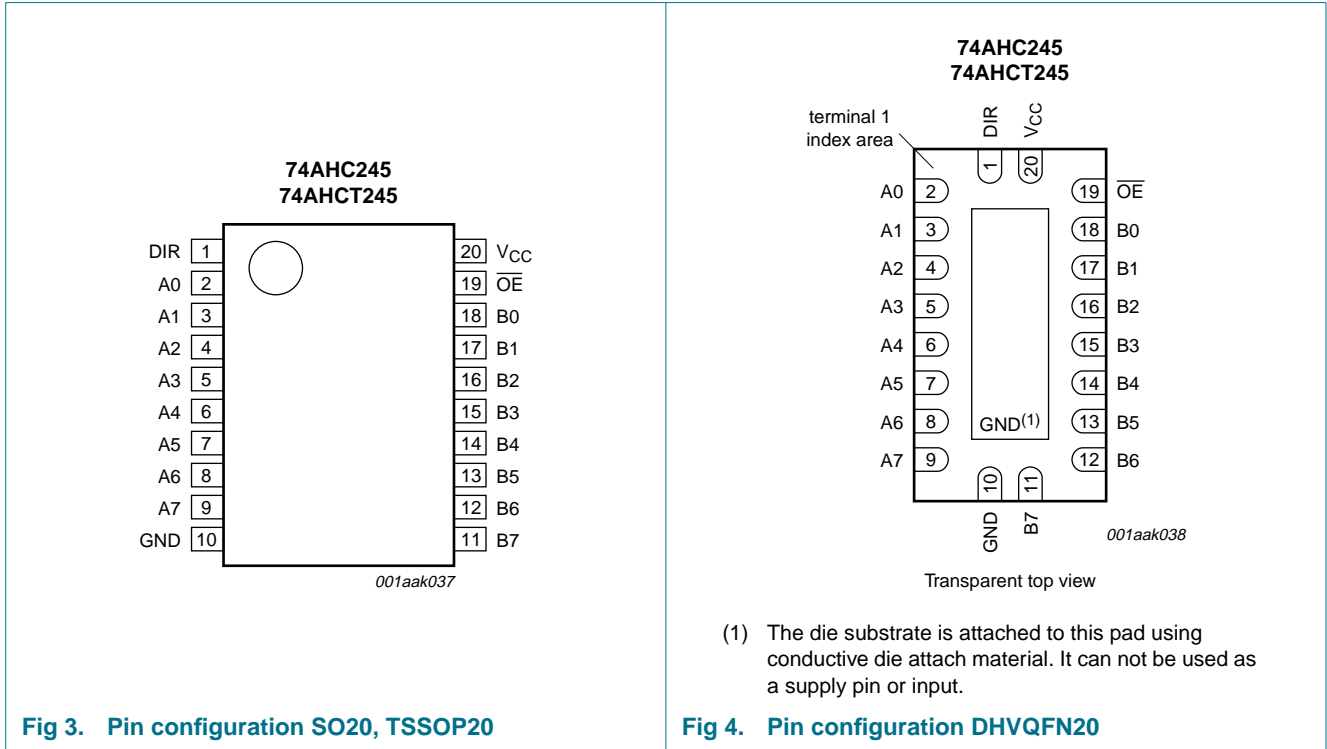 74AHC245
74AHCT245
DIR 1
A0 2
A1 3
A2 4
A3 5
A4 6
A5 7
A6 8
A7 9
GND 10
20 VCC
19 OE
18 B0
17 B1
16 B2
15 B3
14 B4
13 B5
12 B6
11 B7
001aak037
Fig 3. Pin configuration SO20, TSSOP20
74AHC245
74AHCT245
terminal 1
index area
DIR
VCC
1
20
A0 2
A1 3
A2 4
A3 5
A4 6
A5 7
A6 8
A7 9
19 OE
18 B0
17 B1
16 B2
15 B3
14 B4
13 B5
12 B6
GND(1)
10
11
GND
B7
001aak038
Transparent top view
(1) The die substrate is attached to this pad using
conductive die attach material. It can not be used as
a supply pin or input.
Fig 4. Pin configuration DHVQFN20